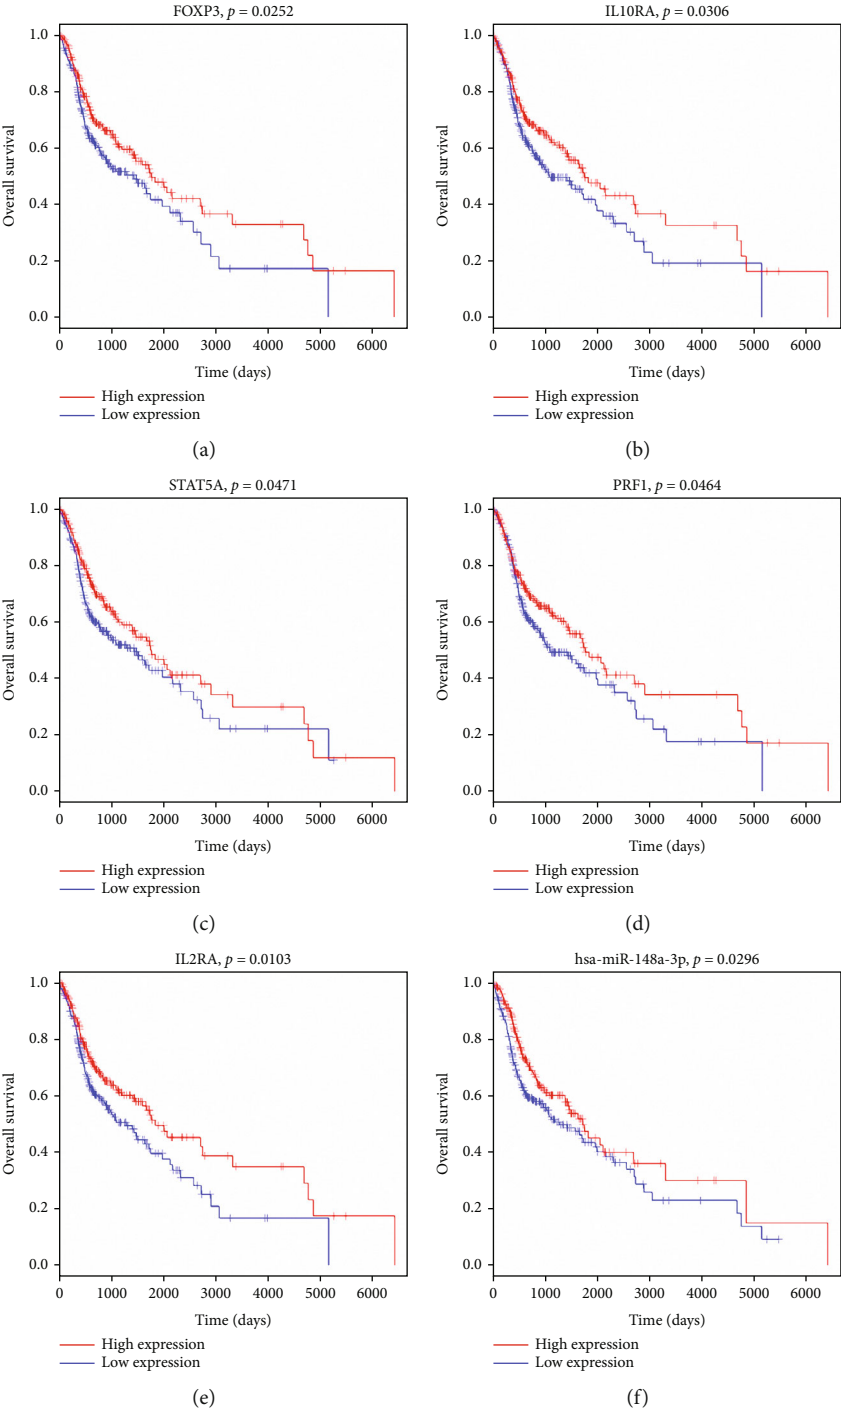 FOXP3, p = 0.0252
1.0
0.8
0.6
0.4
0.2
0.0
Overall survival
0 1000 2000 3000 4000 5000 6000
Time (days)
High expression
Low expression
(a)
IL10RA, p = 0.0306
1.0
0.8
0.6
0.4
0.2
0.0
Overall survival
0 1000 2000 3000 4000 5000 6000
Time (days)
High expression
Low expression
(b)
STAT5A, p = 0.0471
1.0
0.8
0.6
0.4
0.2
0.0
Overall survival
0 1000 2000 3000 4000 5000 6000
Time (days)
High expression
Low expression
(c)
PRF1, p = 0.0464
1.0
0.8
0.6
0.4
0.2
0.0
Overall survival
0 1000 2000 3000 4000 5000 6000
Time (days)
High expression
Low expression
(d)
IL2RA, p = 0.0103
1.0
0.8
0.6
0.4
0.2
0.0
Overall survival
0 1000 2000 3000 4000 5000 6000
Time (days)
High expression
Low expression
(e)
hsa-miR-148a-3p, p = 0.0296
1.0
0.8
0.6
0.4
0.2
0.0
Overall survival
0 1000 2000 3000 4000 5000 6000
Time (days)
High expression
Low expression
(f)